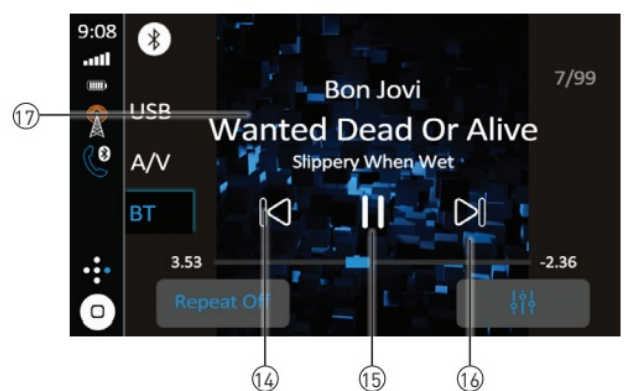 9:08
7/99
Bon Jovi
17
USB
Wanted Dead Or Alive
A/V
Slippery When Wet
BT
3.53
-2.36
Repeat Off
14
15
16